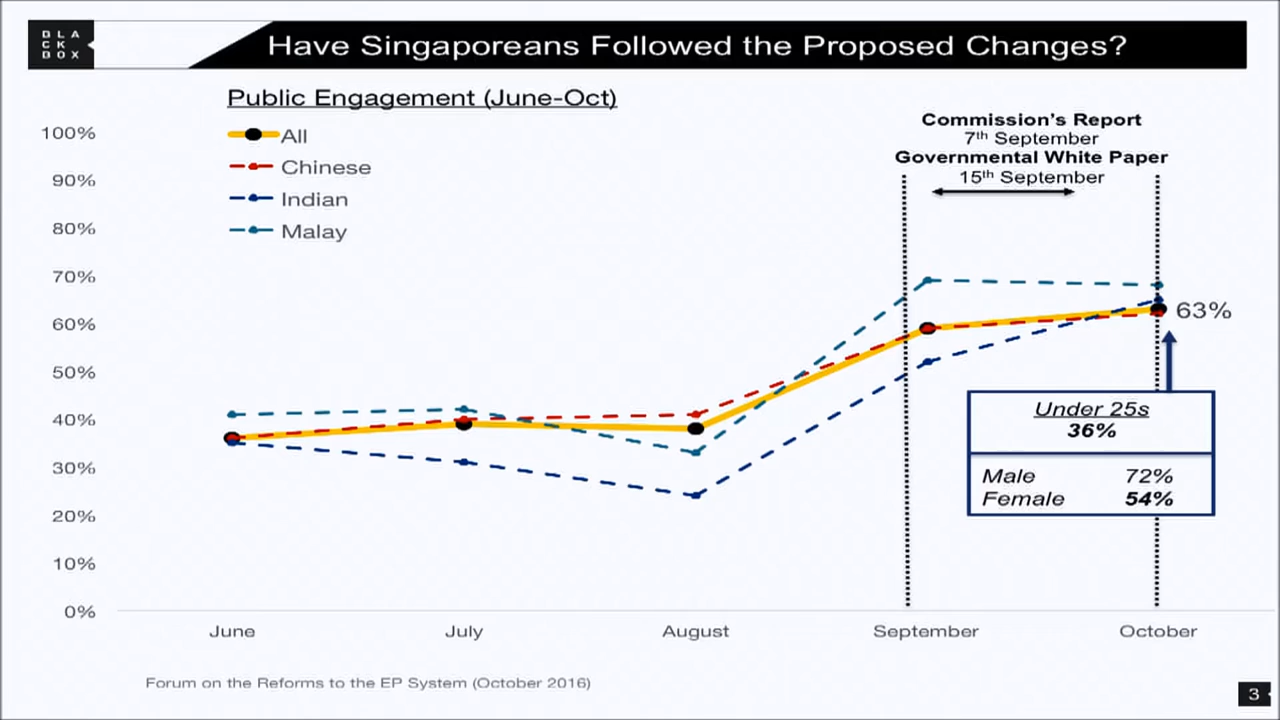 BLA
CK
BOX
Have Singaporeans Followed the Proposed Changes?
Public Engagement (June-Oct)
All
Chinese
Indian
Malay
Commission's Report
7th September
Governmental White Paper
15th September
100%
90%
80%
70%
60%
50%
40%
30%
20%
10%
0%
63%
Under 25s
36%
Male 72%
Female 54%
June July August September October
Forum on the Reforms to the EP System (October 2016)
3